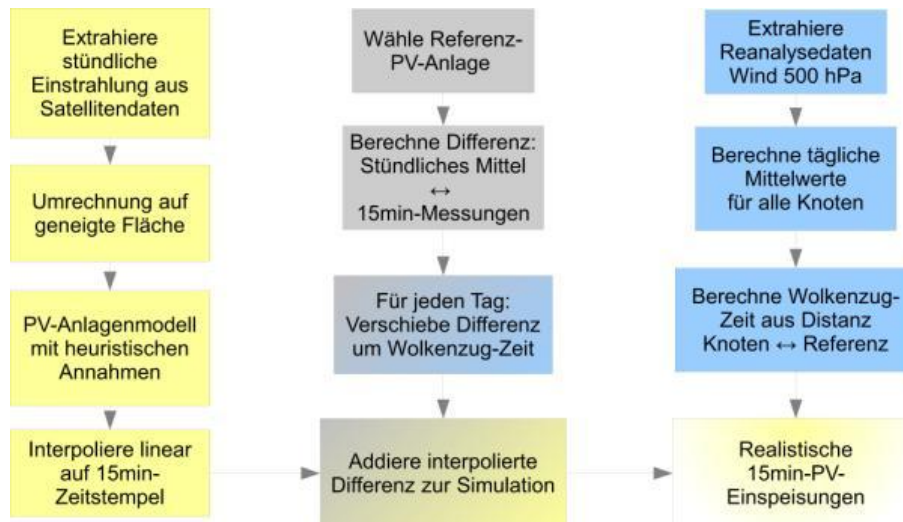 Extrahiere
stündliche
Einstrahlung aus
Satellitendaten
Umrechnung auf
geneigte Fläche
PV-Anlagenmodell
mit heuristischen
Annahmen
Interpoliere linear
auf 15min-
Zeitstempel
Wähle Referenz-
PV-Anlage
Berechne Differenz:
Stündliches Mittel
↔
15min-Messungen
Für jeden Tag:
Verschiebe Differenz
um Wolkenzug-Zeit
Addiere interpolierte
Differenz zur Simulation
Extrahiere
Reanalysedaten
Wind 500 hPa
Berechne tägliche
Mittelwerte
für alle Knoten
Berechne Wolkenzug-
Zeit aus Distanz
Knoten ↔ Referenz
Realistische
15min-PV-
Einspeisungen